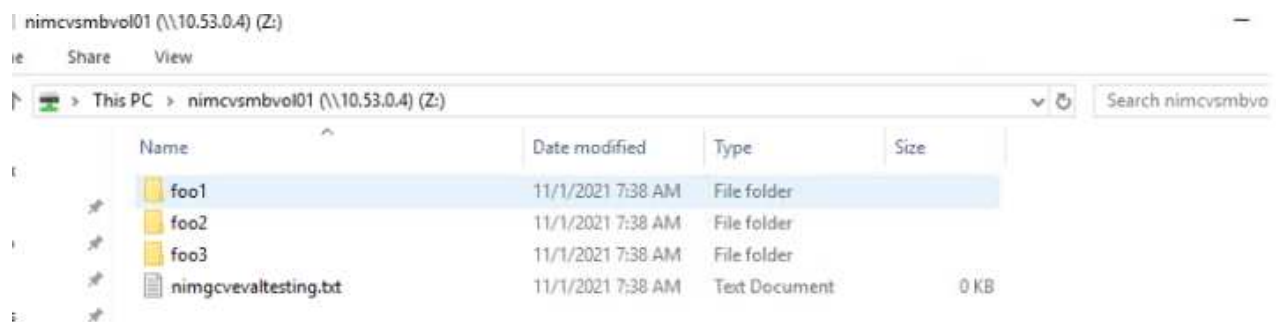 nimcvsmbvol01 (\\10.53.0.4) (Z:)
Share View
This PC > nimcvsmbvol01 (\\10.53.0.4) (Z:) Search nimcvsmbvo
Name Date modified Type Size
foo1 11/1/2021 7:38 AM File folder
foo2 11/1/2021 7:38 AM File folder
foo3 11/1/2021 7:38 AM File folder
nimgcvevaltesting.txt 11/1/2021 7:38 AM Text Document 0 KB